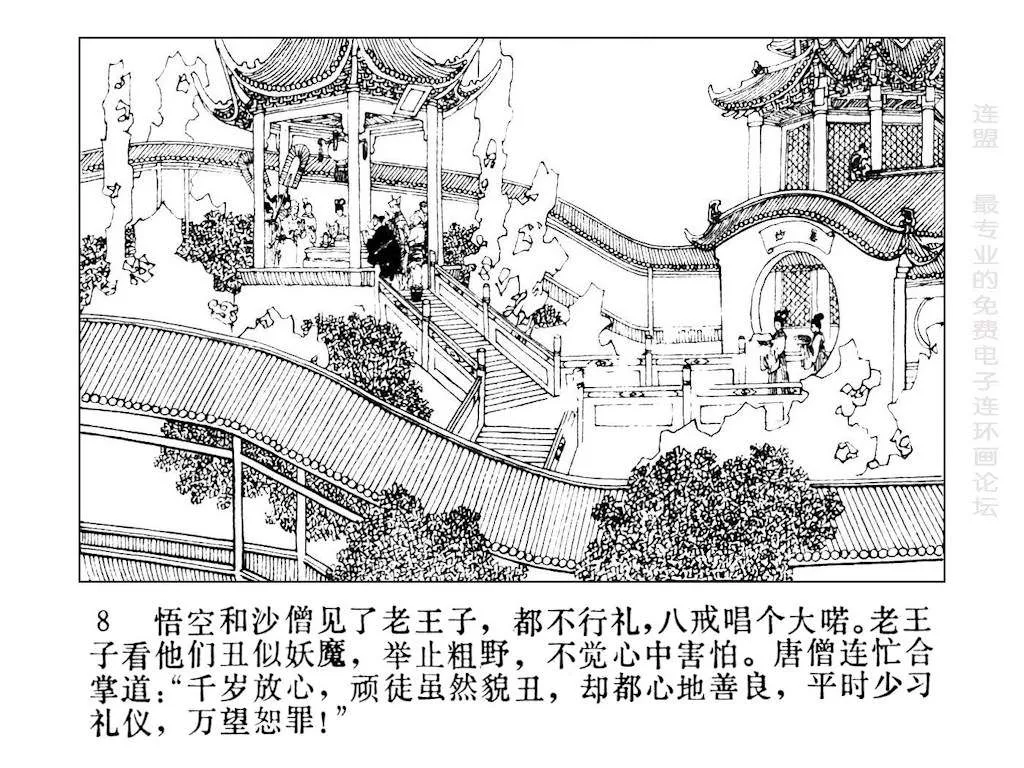 8 悟空和沙僧见了老王子，都不行礼，八戒唱个大喏。老王
子看他们丑似妖魔，举止粗野，不觉心中害怕。唐僧连忙合
掌道：“千岁放心，顽徒虽然貌丑，却都心地善良，平时少习
礼仪，万望恕罪！”
连盟 最专业的免费电子连环画论坛